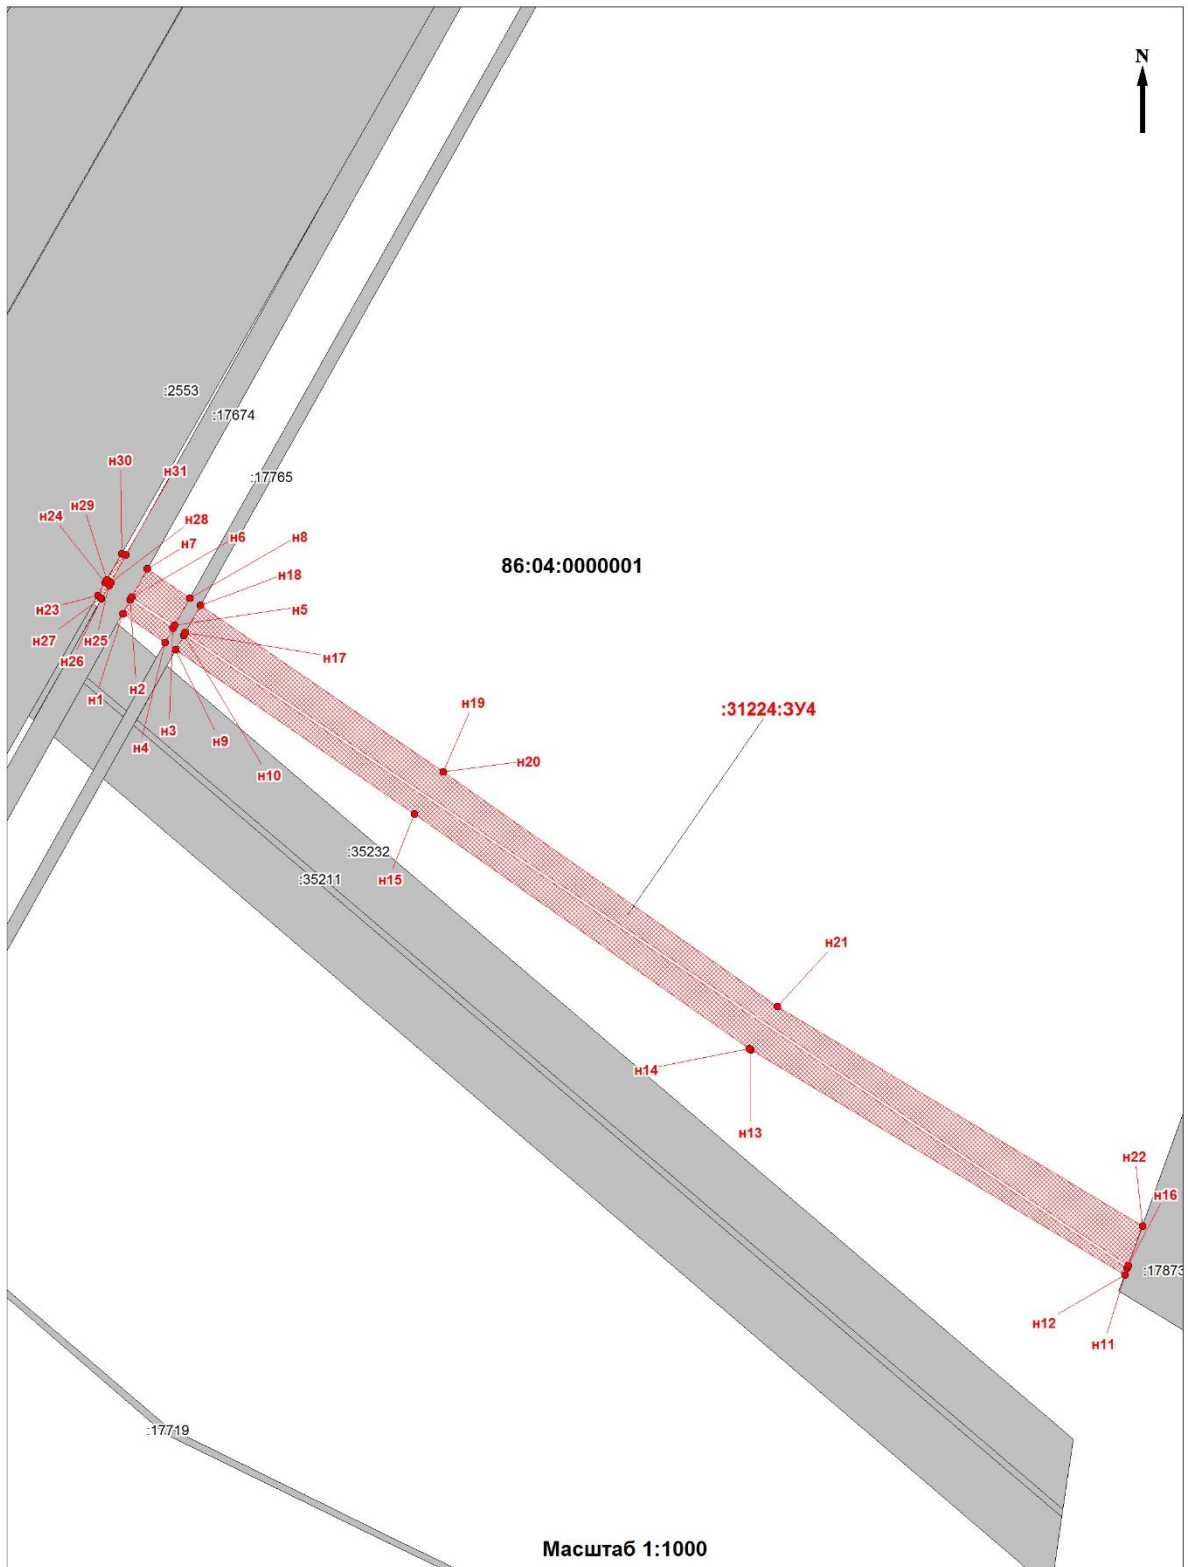 N
:2553
:17674
н30
н31
:17765
н29
н24
н28
н6
н7
н8
86:04:0000001
н18
н23
н5
н27
н25
н17
н26
н2
н1
н19
:31224:ЗУ4
н3
н9
н4
н20
н10
:35232
н15
:35211
н21
н14
н13
н22
н16
:17873
н12
н11
:17719
Масштаб 1:1000